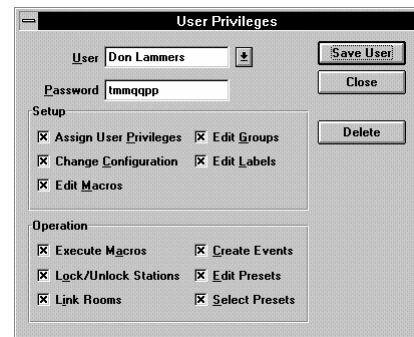 User Privileges
User Don Lammers
Password tmmqqpp
Save User
Close
Delete
Setup
Assign User Privileges Edit Groups
Change Configuration Edit Labels
Edit Macros
Operation
Execute Macros Create Events
Lock/Unlock Stations Edit Presets
Link Rooms Select Presets